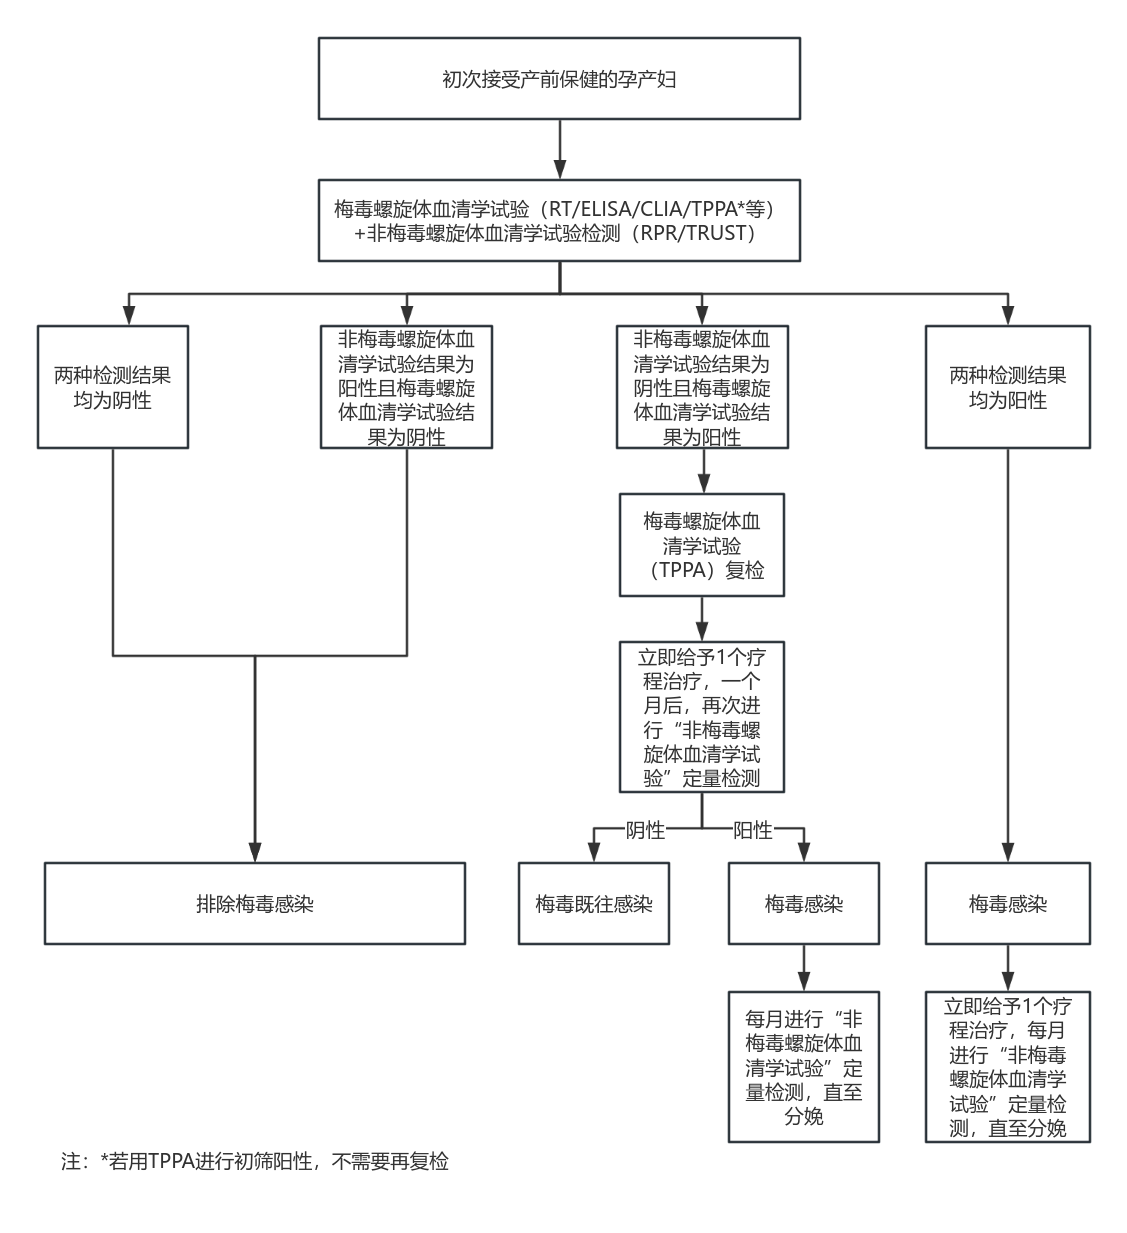 初次接受产前保健的孕产妇
梅毒螺旋体血清学试验（RT/ELISA/CLIA/TPPA*等）
+非梅毒螺旋体血清学试验检测（RPR/TRUST）
两种检测结果
均为阴性
非梅毒螺旋体血
清学试验结果为
阳性且梅毒螺旋
体血清学试验结
果为阴性
非梅毒螺旋体血
清学试验结果为
阴性且梅毒螺旋
体血清学试验结
果为阳性
两种检测结果
均为阳性
梅毒螺旋体血
清学试验
（TPPA）复检
立即给予1个疗
程治疗，一个
月后，再次进
行“非梅毒螺
旋体血清学试
验”定量检测
阴性
阳性
排除梅毒感染
梅毒既往感染
梅毒感染
梅毒感染
每月进行“非
梅毒螺旋体血
清学试验”定
量检测，直至
分娩
立即给予1个疗
程治疗，每月
进行“非梅毒
螺旋体血清学
试验”定量检
测，直至分娩
注：*若用TPPA进行初筛阳性，不需要再复检